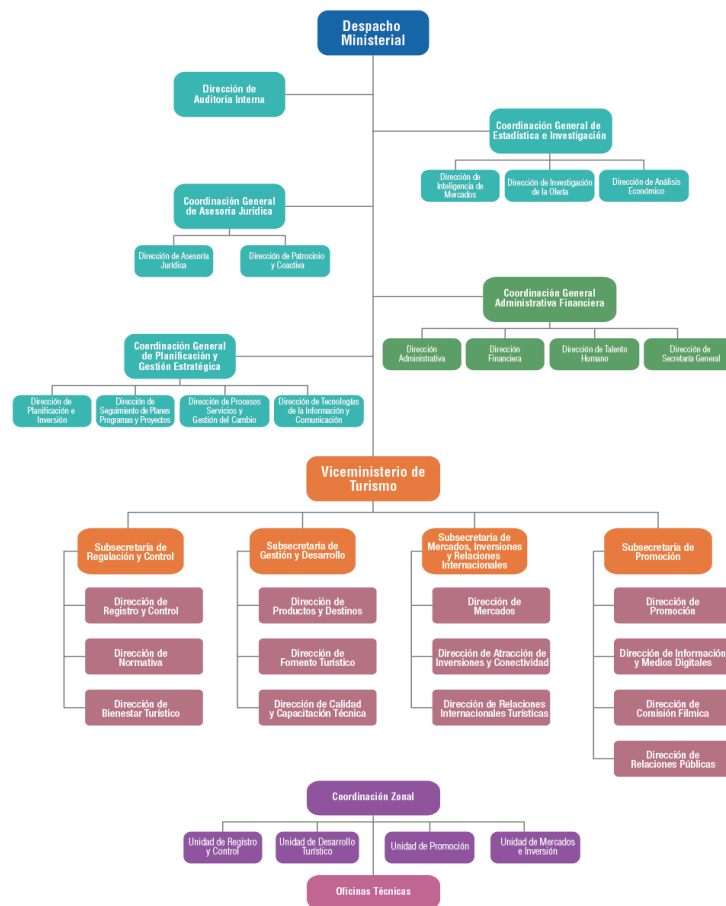 Despacho
Ministerial
Dirección de
Auditoría Interna
Coordinación General de
Estadística e Investigación
Dirección de
Inteligencia de
Mercados
Dirección de Investigación
de la Oferta
Dirección de Análisis
Económico
Coordinación General
de Asesoría Jurídica
Dirección de Asesoría
Jurídica
Dirección de Patrocinio
y Coactiva
Coordinación General
Administrativa Financiera
Dirección
Administrativa
Dirección
Financiera
Dirección de Talento
Humano
Dirección de
Secretaría General
Coordinación General
de Planificación y
Gestión Estratégica
Dirección de
Planificación e
Inversión
Dirección de
Seguimiento de Planes
Programas y Proyectos
Dirección de Procesos
Servicios y
Gestión del Cambio
Dirección de Tecnologías
de la Información y
Comunicación
Viceministerio de
Turismo
Subsecretaría de
Regulación y Control
Subsecretaría de
Gestión y Desarrollo
Subsecretaría de
Mercados, Inversiones
y Relaciones
Internacionales
Subsecretaría de
Promoción
Dirección de
Registro y Control
Dirección de
Productos y Destinos
Dirección de
Mercados
Dirección de
Promoción
Dirección de
Normativa
Dirección de
Fomento Turístico
Dirección de Atracción de
Inversiones y Conectividad
Dirección de Información
y Medios Digitales
Dirección de
Bienestar Turístico
Dirección de Calidad
y Capacitación Técnica
Dirección de Relaciones
Internacionales Turísticas
Dirección de
Comisión Fílmica
Dirección de
Relaciones Públicas
Coordinación Zonal
Unidad de Registro
y Control
Unidad de Desarrollo
Turístico
Unidad de Promoción
Unidad de Mercados
e Inversión
Oficinas Técnicas